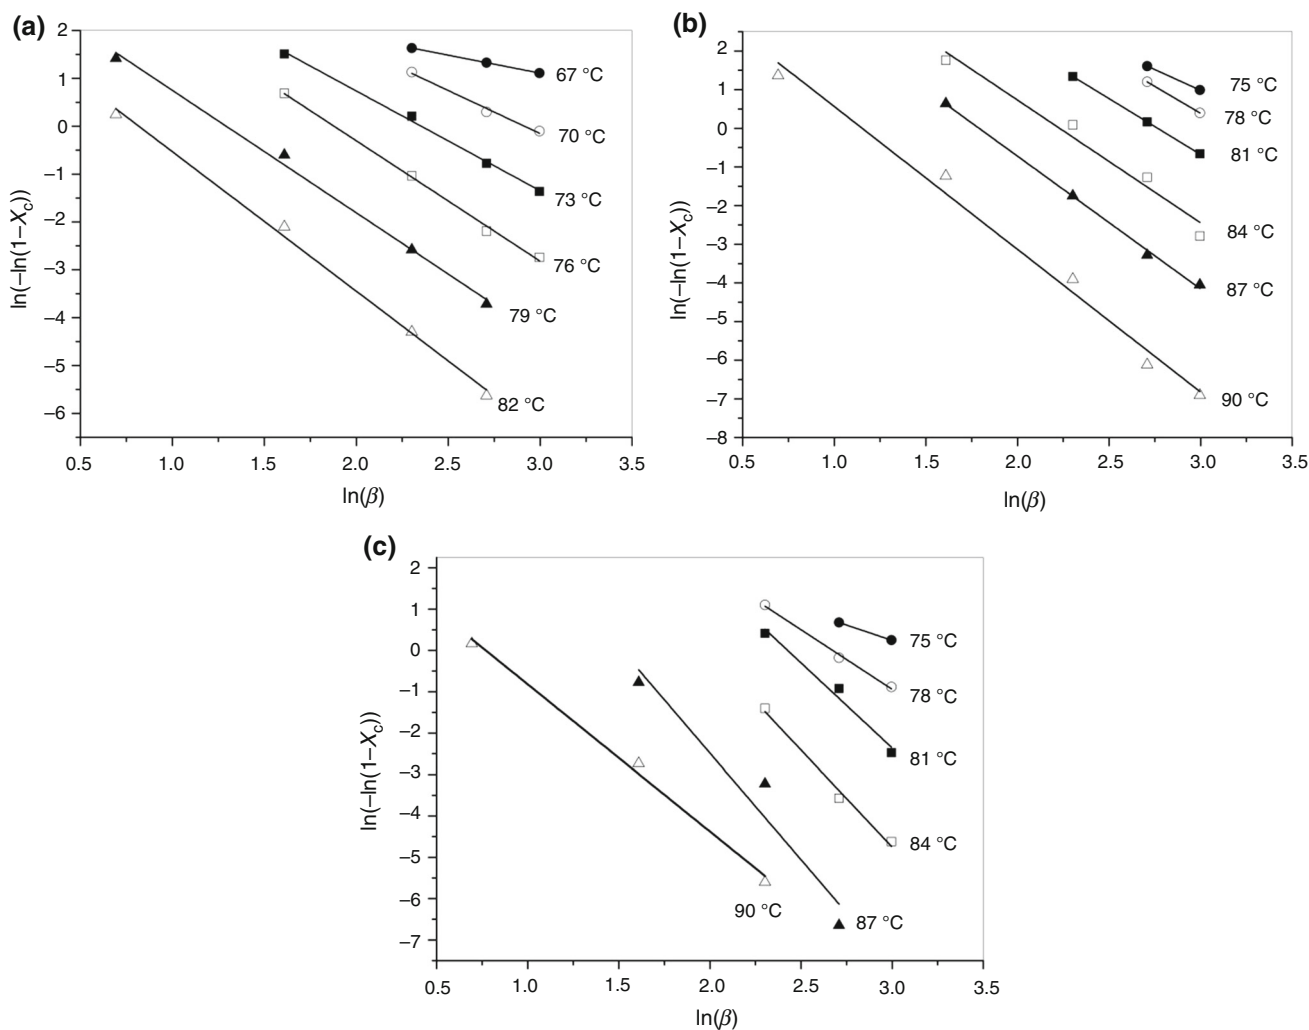 (a)
2
1
0
–1
–2
–3
–4
–5
–6
ln(–ln(1–Xc))
67 °C
70 °C
73 °C
76 °C
79 °C
82 °C
0.5 1.0 1.5 2.0 2.5 3.0 3.5
ln(β)
(b)
2
1
0
–1
–2
–3
–4
–5
–6
–7
–8
ln(–ln(1–Xc))
75 °C
78 °C
81 °C
84 °C
87 °C
90 °C
0.5 1.0 1.5 2.0 2.5 3.0 3.5
ln(β)
(c)
2
1
0
–1
–2
–3
–4
–5
–6
–7
ln(–ln(1–Xc))
75 °C
78 °C
81 °C
84 °C
90 °C
87 °C
0.5 1.0 1.5 2.0 2.5 3.0 3.5
ln(β)